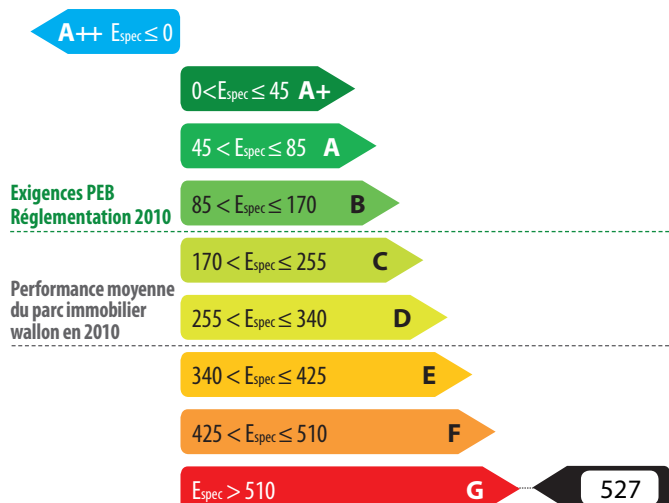 A++ Espec ≤ 0
0<Espec ≤ 45 A+
45 < Espec ≤ 85 A
Exigences PEB
Réglementation 2010
85 < Espec ≤ 170 B
170 < Espec ≤ 255 C
Performance moyenne
du parc immobilier
wallon en 2010
255 < Espec ≤ 340 D
340 < Espec ≤ 425 E
425 < Espec ≤ 510 F
Espec > 510 G
527